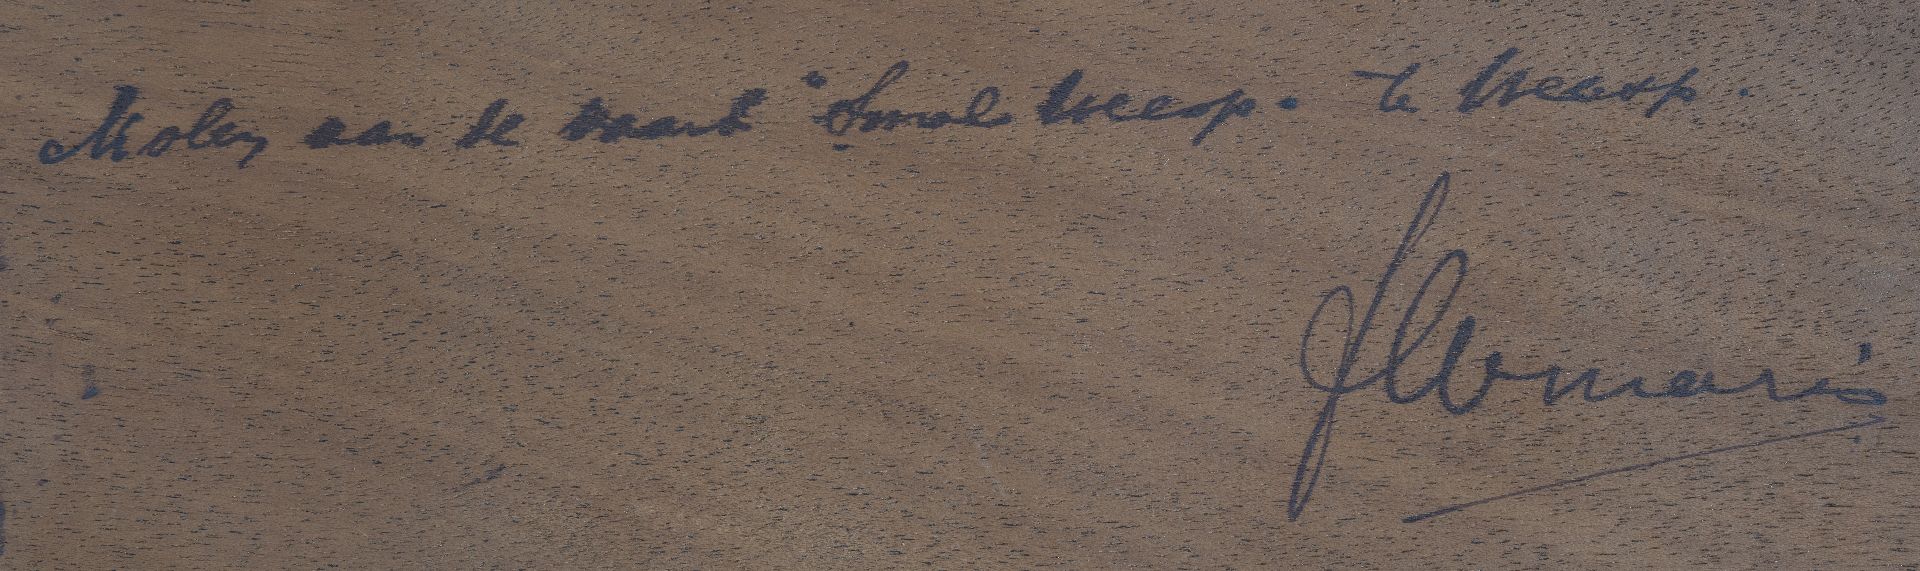 Molen aan de vaart "Smal Weesp." te Weesp.